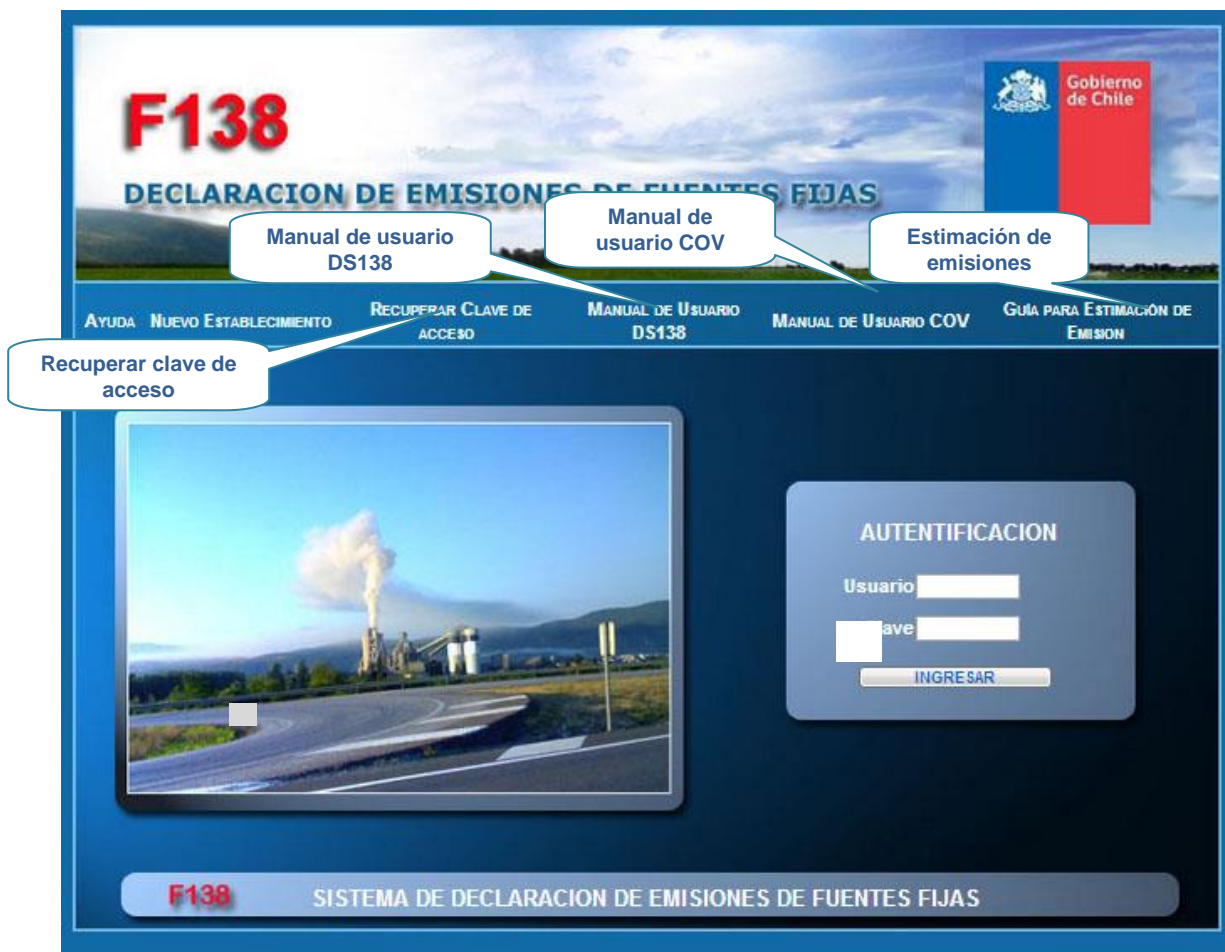 F138
Gobierno
de Chile
DECLARACION DE EMISIONES DE FUENTES FIJAS
Manual de usuario
DS138
Manual de
usuario COV
Estimación de
emisiones
AYUDA NUEVO ESTABLECIMIENTO
RECUPERAR CLAVE DE
ACCESO
MANUAL DE USUARIO
DS138
MANUAL DE USUARIO COV
GUÍA PARA ESTIMACIÓN DE
EMISION
Recuperar clave de
acceso
AUTENTIFICACION
Usuario
ave
INGRESAR
F138 SISTEMA DE DECLARACION DE EMISIONES DE FUENTES FIJAS